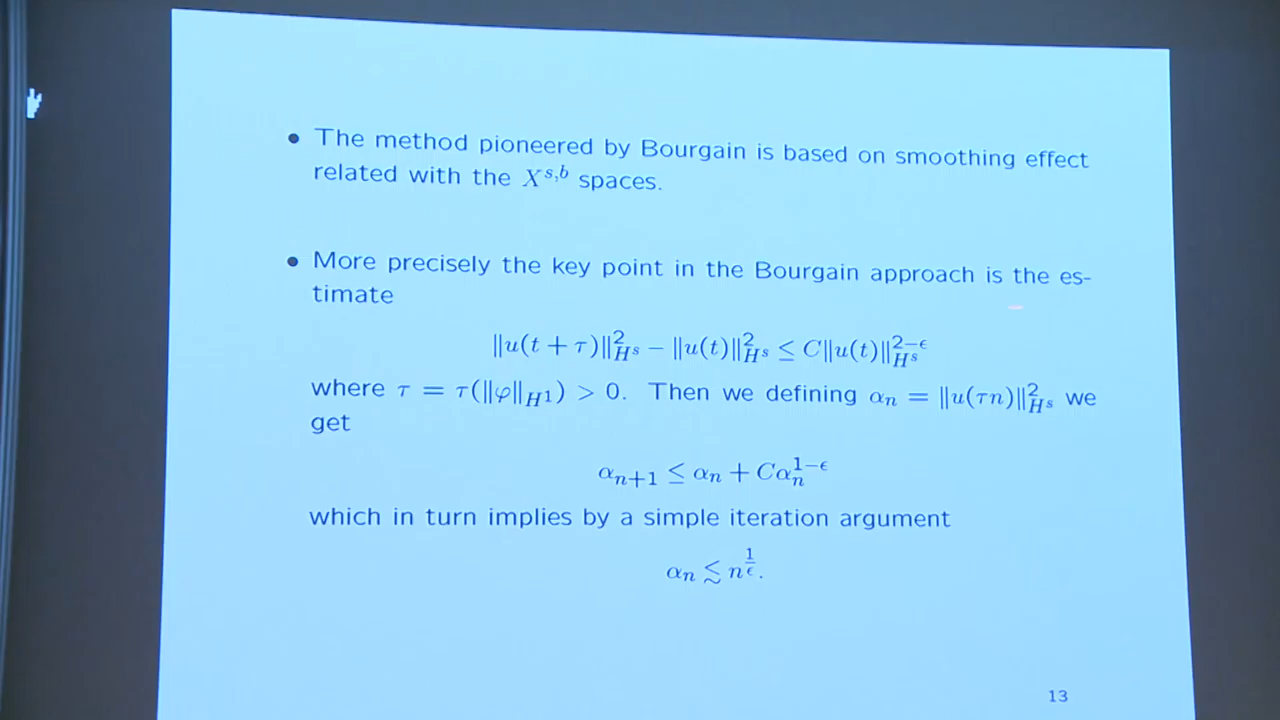 • The method pioneered by Bourgain is based on smoothing effect
related with the X^{s,b} spaces.
• More precisely the key point in the Bourgain approach is the es-
timate
‖u(t + τ)‖²_{H^s} − ‖u(t)‖²_{H^s} ≤ C‖u(t)‖^{2−ϵ}_{H^s}
where τ = τ(‖φ‖_{H^1}) > 0. Then we defining α_n = ‖u(τn)‖²_{H^s} we
get
α_{n+1} ≤ α_n + Cα_n^{1−ϵ}
which in turn implies by a simple iteration argument
α_n ≲ n^{1/ϵ}.
13